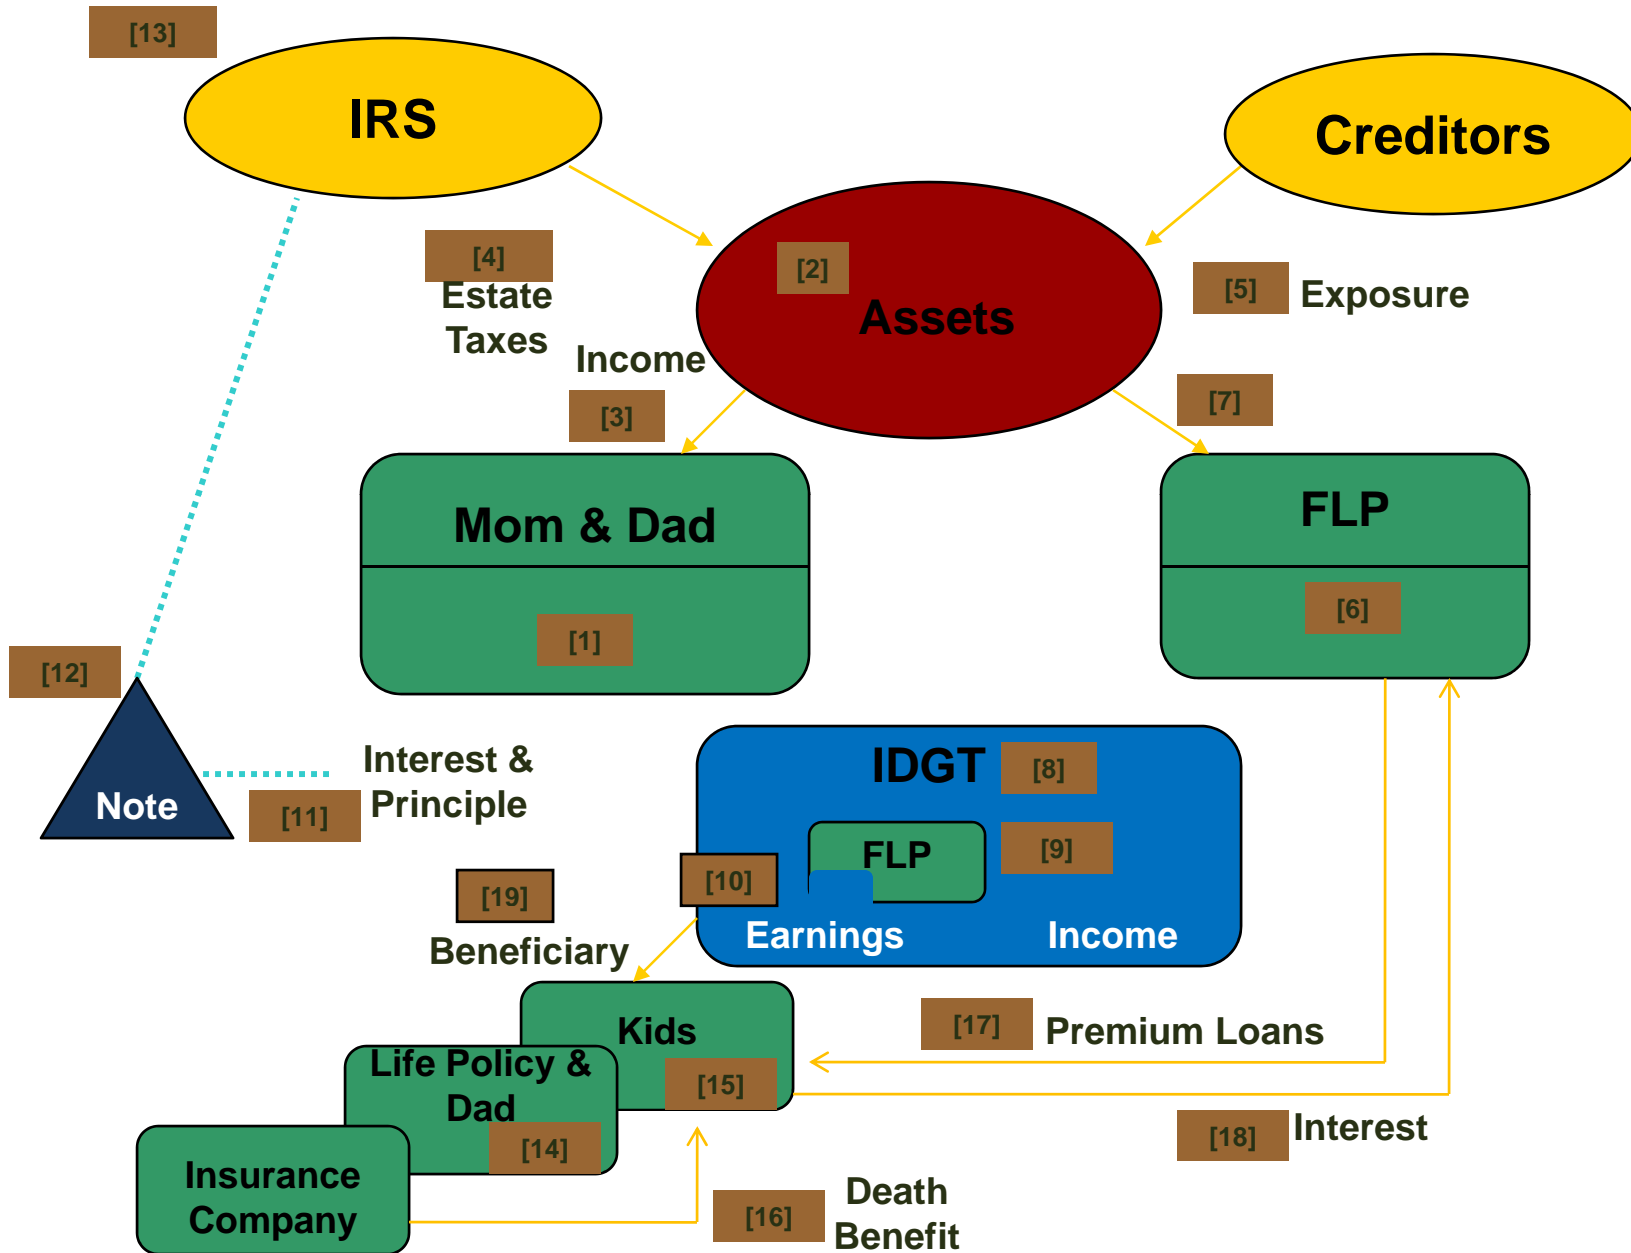 [13]
IRS
Creditors
[4]
Estate
Taxes
[2]
Assets
[5]
Exposure
Income
[3]
[7]
Mom & Dad
[1]
FLP
[6]
[12]
Note
Interest &
Principle
[11]
IDGT
[8]
FLP
[9]
[10]
Earnings
Income
[19]
Beneficiary
Kids
[15]
[17]
Premium Loans
Life Policy &
Dad
[14]
Insurance
Company
[18]
Interest
[16]
Death
Benefit